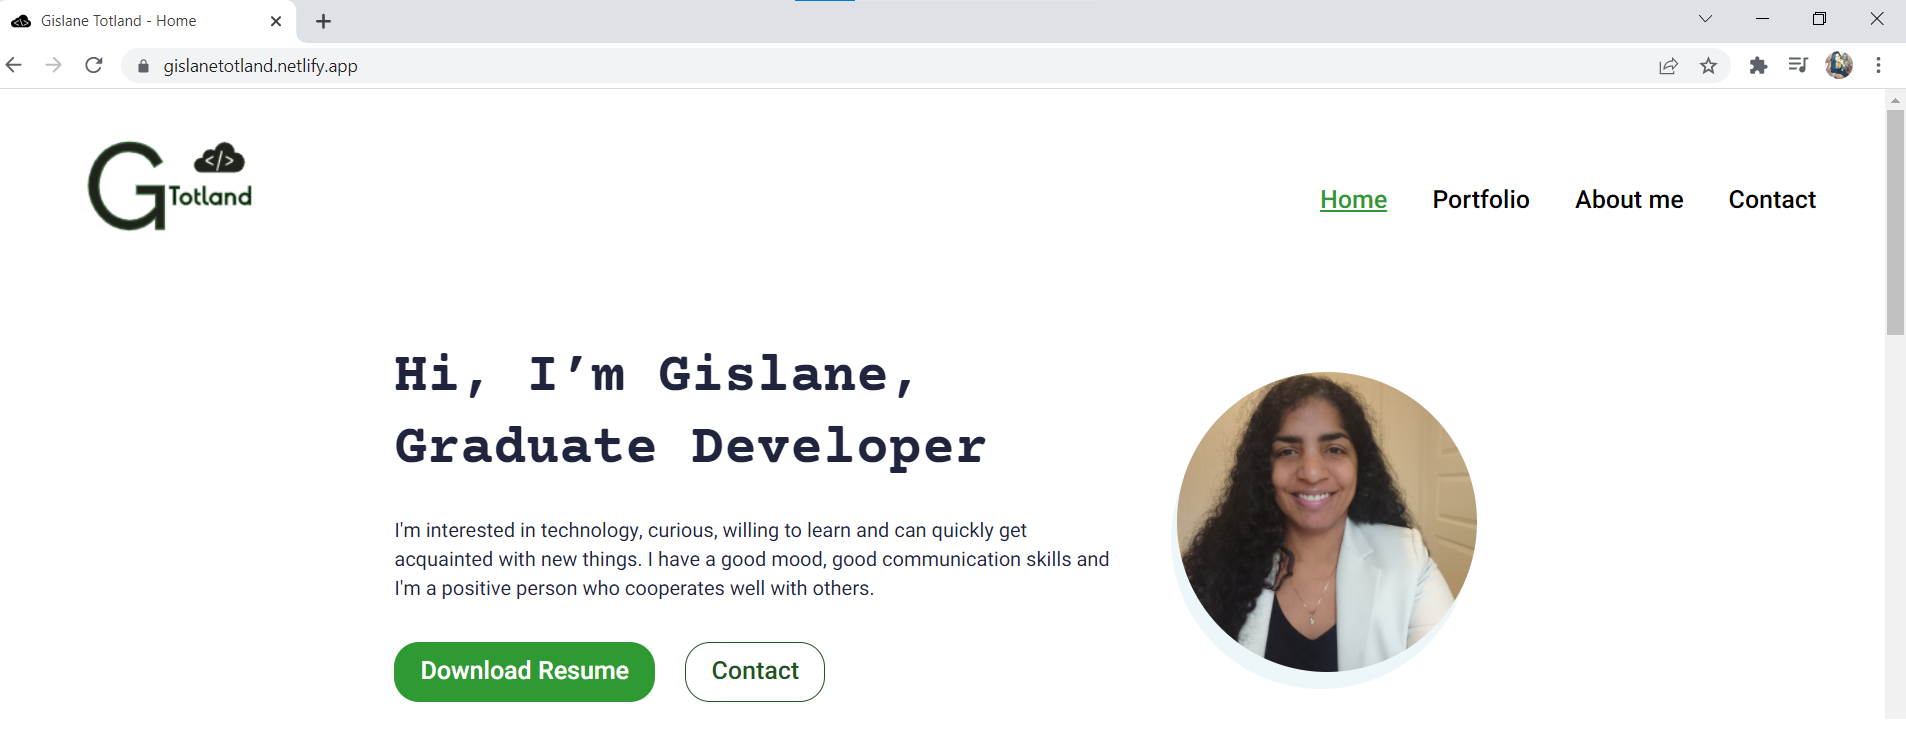 Gislane Totland - Home
gislanetotland.netlify.app
G Totland
</>
Home Portfolio About me Contact
Hi, I’m Gislane,
Graduate Developer
I'm interested in technology, curious, willing to learn and can quickly get
acquainted with new things. I have a good mood, good communication skills and
I'm a positive person who cooperates well with others.
Download Resume Contact